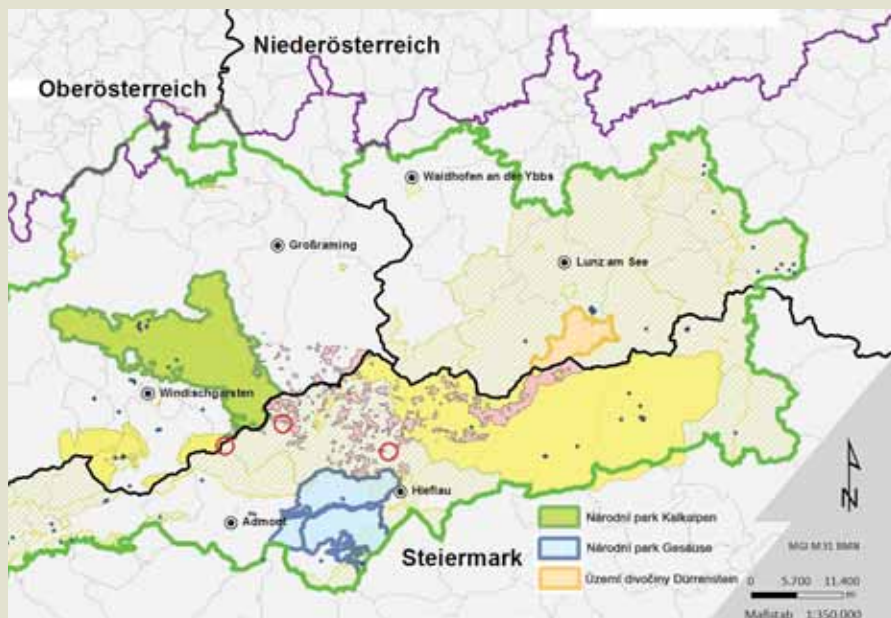 Niederösterreich
Oberösterreich
Waidhofen an der Ybbs
Großraming
Lunz am See
Windischgarsten
Hieflau
Admont
Steiermark
Národní park Kalkalpen
Národní park Gesäuse
Území divočiny Dürrenstein
N
0 5.700 11.400
Maßstab 1:350.000